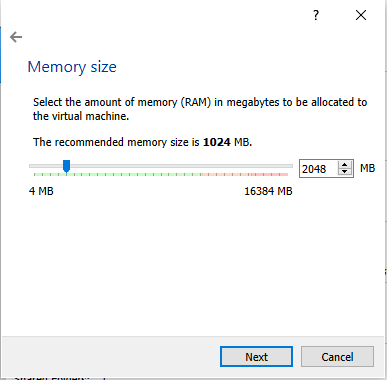 ?
Memory size
Select the amount of memory (RAM) in megabytes to be allocated to
the virtual machine.
The recommended memory size is 1024 MB.
2048 MB
4 MB 16384 MB
Next Cancel